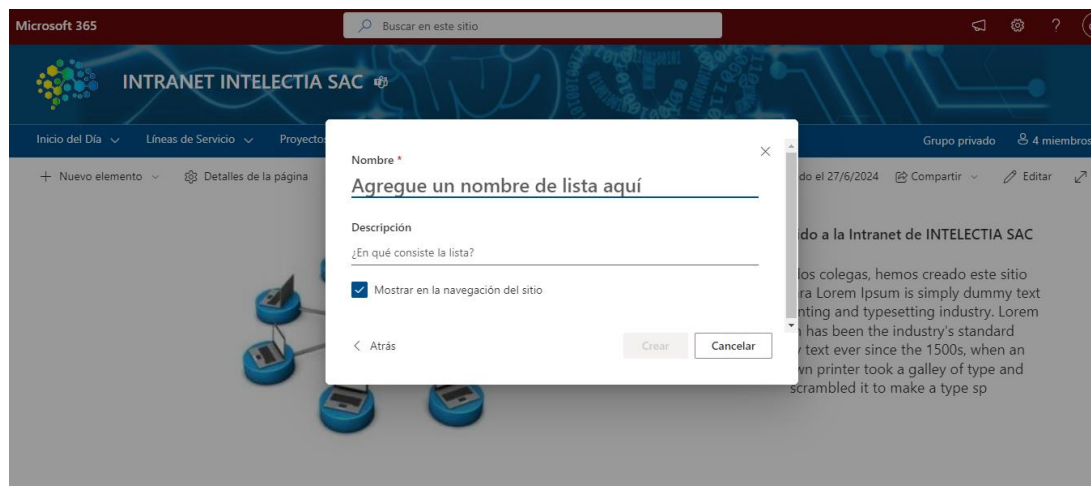 Microsoft 365
Buscar en este sitio
?
INTRANET INTELECTIA SAC
Inicio del Día
Líneas de Servicio
Proyectos
Grupo privado
4 miembros
+ Nuevo elemento
Detalles de la página
do el 27/6/2024
Compartir
Editar
Nombre *
Agregue un nombre de lista aquí
Descripción
¿En qué consiste la lista?
Mostrar en la navegación del sitio
Atrás
Crear
Cancelar
ido a la Intranet de INTELECTIA SAC
os colegas, hemos creado este sitio
ra Lorem Ipsum is simply dummy text
nting and typesetting industry. Lorem
has been the industry's standard
text ever since the 1500s, when an
wn printer took a galley of type and
scrambled it to make a type sp